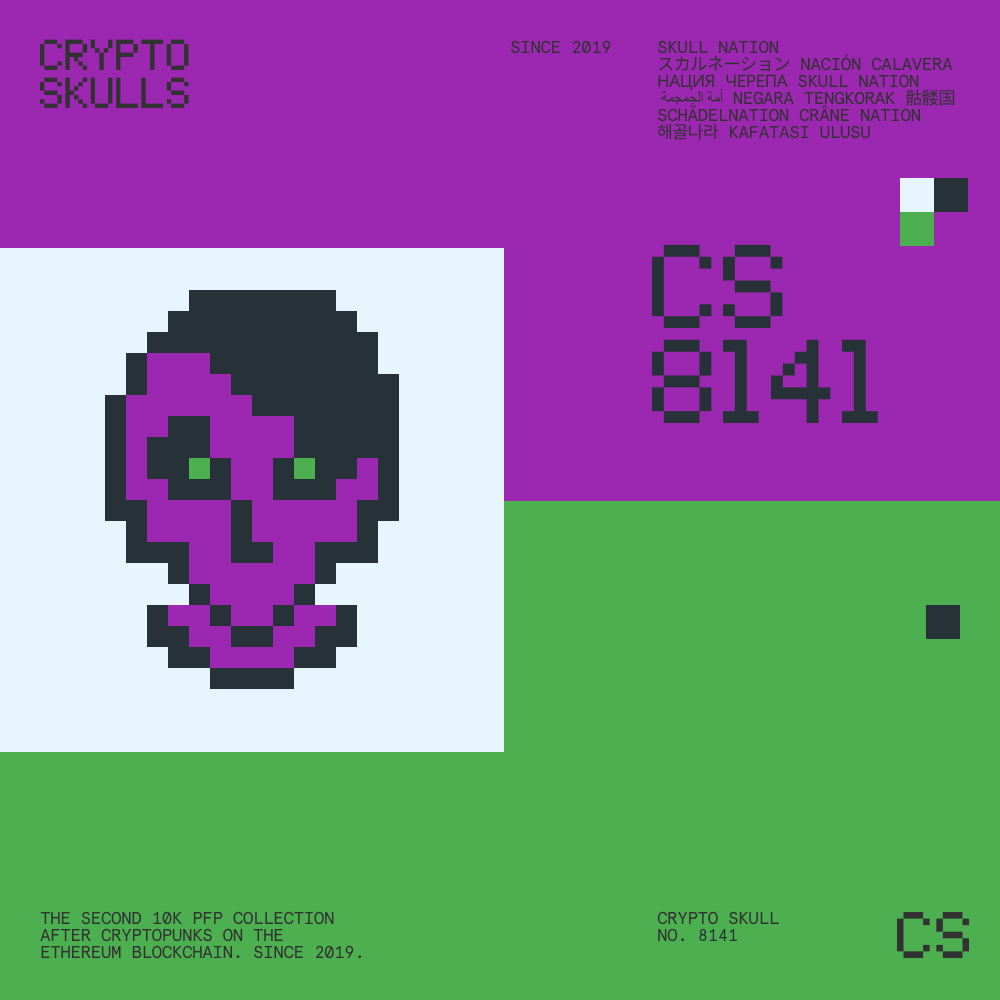 CRYPTO
SKULLS
SINCE 2019
SKULL NATION
スカルネーション NACIÓN CALAVERA
НАЦИЯ ЧЕРЕПА SKULL NATION
أمة الجمجمة NEGARA TENGKORAK 骷髅国
SCHÄDELNATION CRÂNE NATION
해골나라 KAFATASI ULUSU
CS
8141
THE SECOND 10K PFP COLLECTION
AFTER CRYPTOPUNKS ON THE
ETHEREUM BLOCKCHAIN. SINCE 2019.
CRYPTO SKULL
NO. 8141
CS